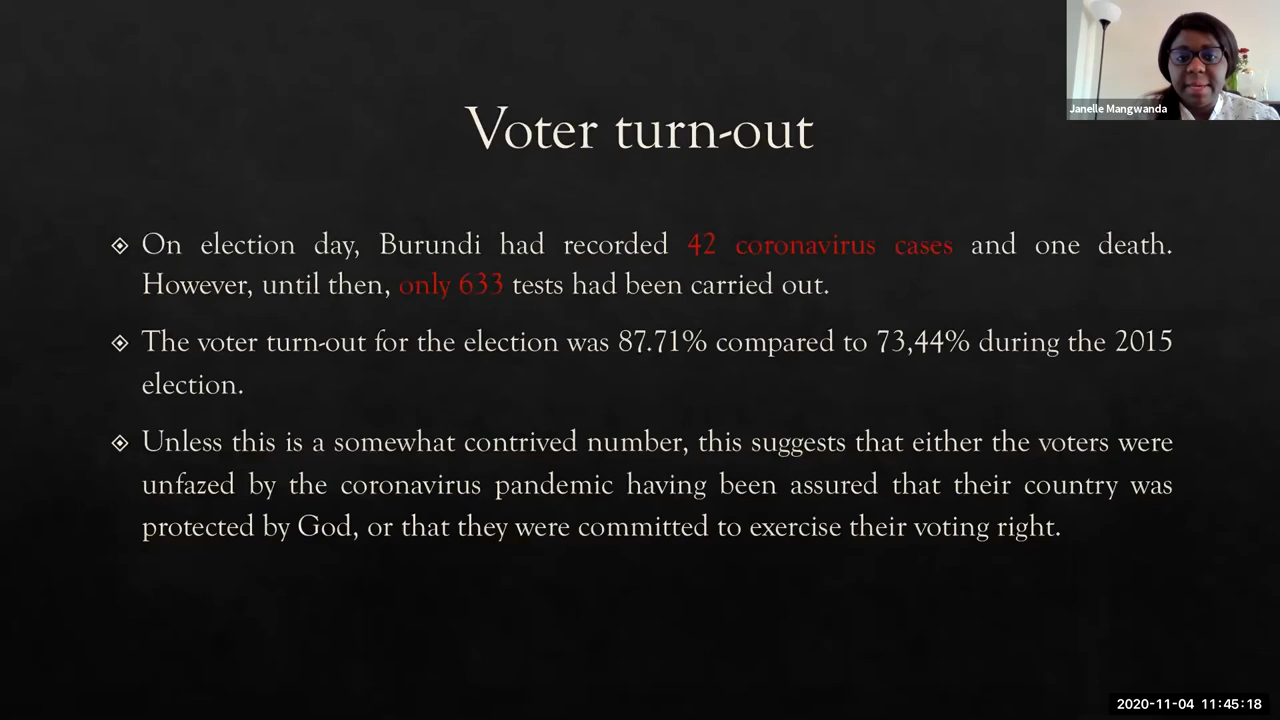 Janelle Mangwanda
Voter turn-out
On election day, Burundi had recorded 42 coronavirus cases and one death.
However, until then, only 633 tests had been carried out.
The voter turn-out for the election was 87.71% compared to 73,44% during the 2015
election.
Unless this is a somewhat contrived number, this suggests that either the voters were
unfazed by the coronavirus pandemic having been assured that their country was
protected by God, or that they were committed to exercise their voting right.
2020-11-04 11:45:18